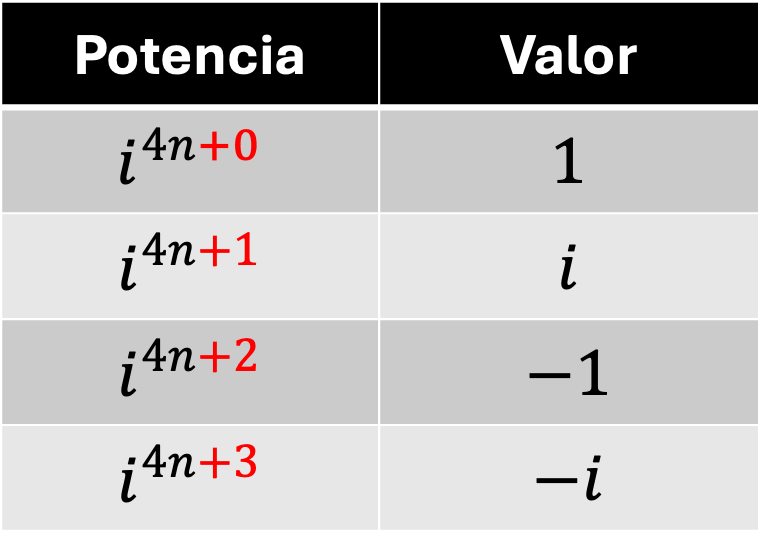 Potencia Valor
i^{4n+0} 1
i^{4n+1} i
i^{4n+2} −1
i^{4n+3} −i